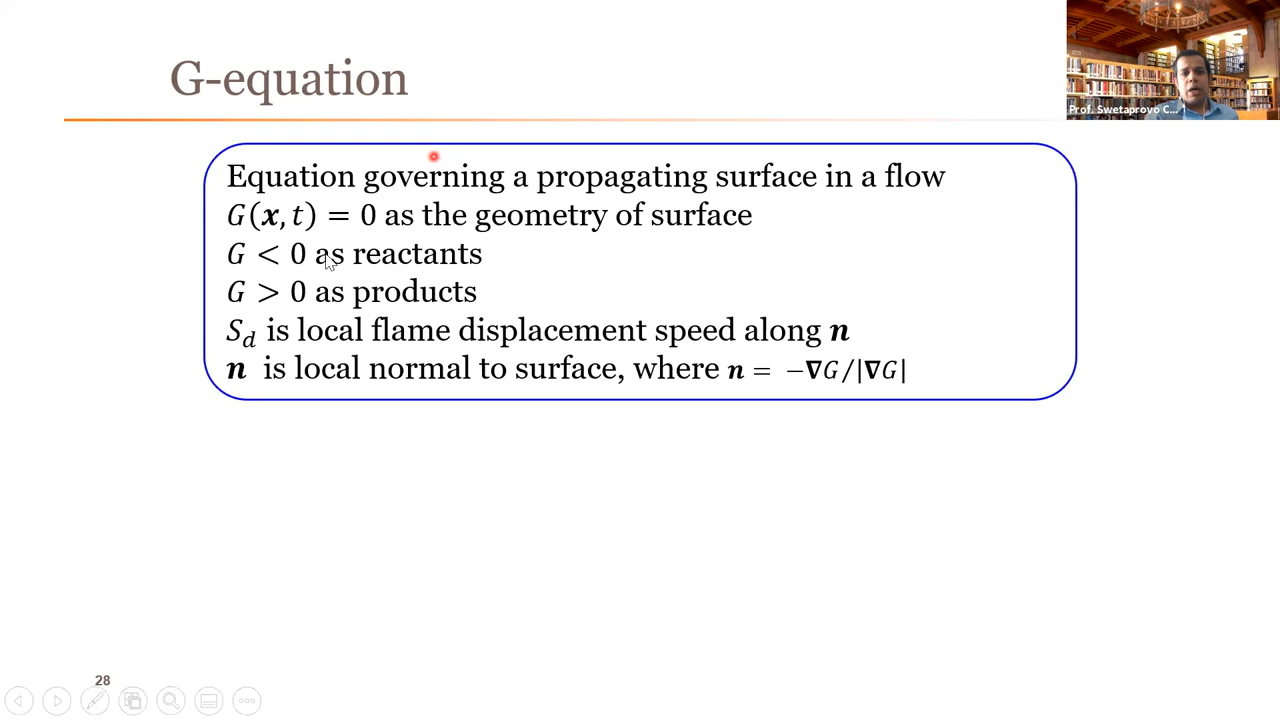 G-equation
Prof. Swetaprovo C...
Equation governing a propagating surface in a flow
G(x, t) = 0 as the geometry of surface
G < 0 as reactants
G > 0 as products
S_d is local flame displacement speed along n
n is local normal to surface, where n = −∇G/|∇G|
28